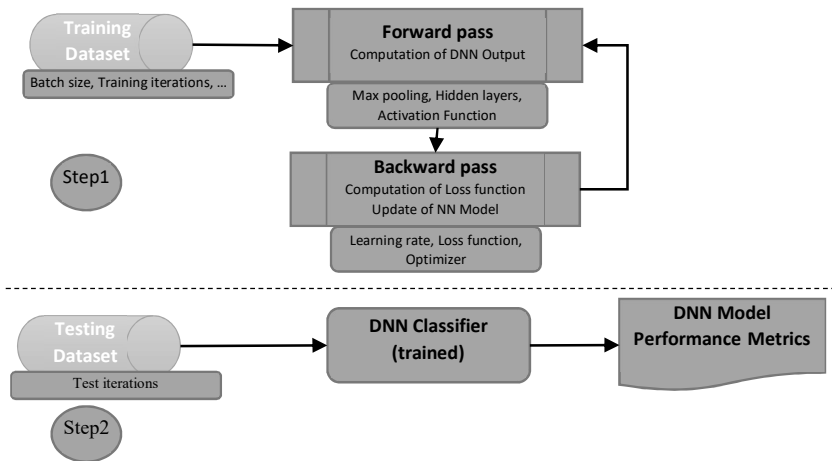 Training
Dataset
Batch size, Training iterations, ...
Forward pass
Computation of DNN Output
Max pooling, Hidden layers,
Activation Function
Step1
Backward pass
Computation of Loss function
Update of NN Model
Learning rate, Loss function,
Optimizer
Testing
Dataset
Test iterations
DNN Classifier
(trained)
DNN Model
Performance Metrics
Step2